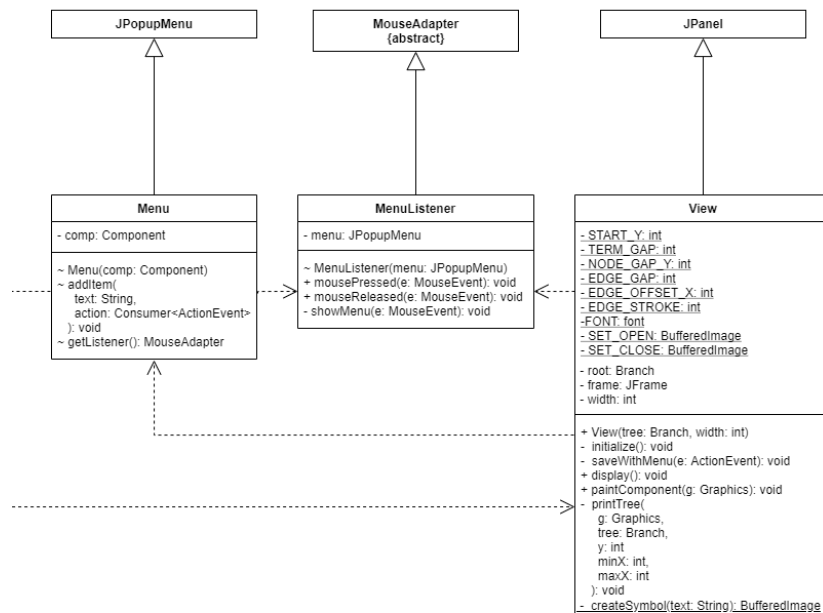 JPopupMenu
MouseAdapter
{abstract}
JPanel
Menu
- comp: Component
~ Menu(comp: Component)
~ addItem(
text: String,
action: Consumer<ActionEvent>
): void
~ getListener(): MouseAdapter
MenuListener
- menu: JPopupMenu
~ MenuListener(menu: JPopupMenu)
+ mousePressed(e: MouseEvent): void
+ mouseReleased(e: MouseEvent): void
- showMenu(e: MouseEvent): void
View
- START_Y: int
- TERM_GAP: int
- NODE_GAP_Y: int
- EDGE_GAP: int
- EDGE_OFFSET_X: int
- EDGE_STROKE: int
-FONT: font
- SET_OPEN: BufferedImage
- SET_CLOSE: BufferedImage
- root: Branch
- frame: JFrame
- width: int
+ View(tree: Branch, width: int)
- initialize(): void
- saveWithMenu(e: ActionEvent): void
+ display(): void
+ paintComponent(g: Graphics): void
- printTree(
g: Graphics,
tree: Branch,
y: int
minX: int,
maxX: int
): void
- createSymbol(text: String): BufferedImage